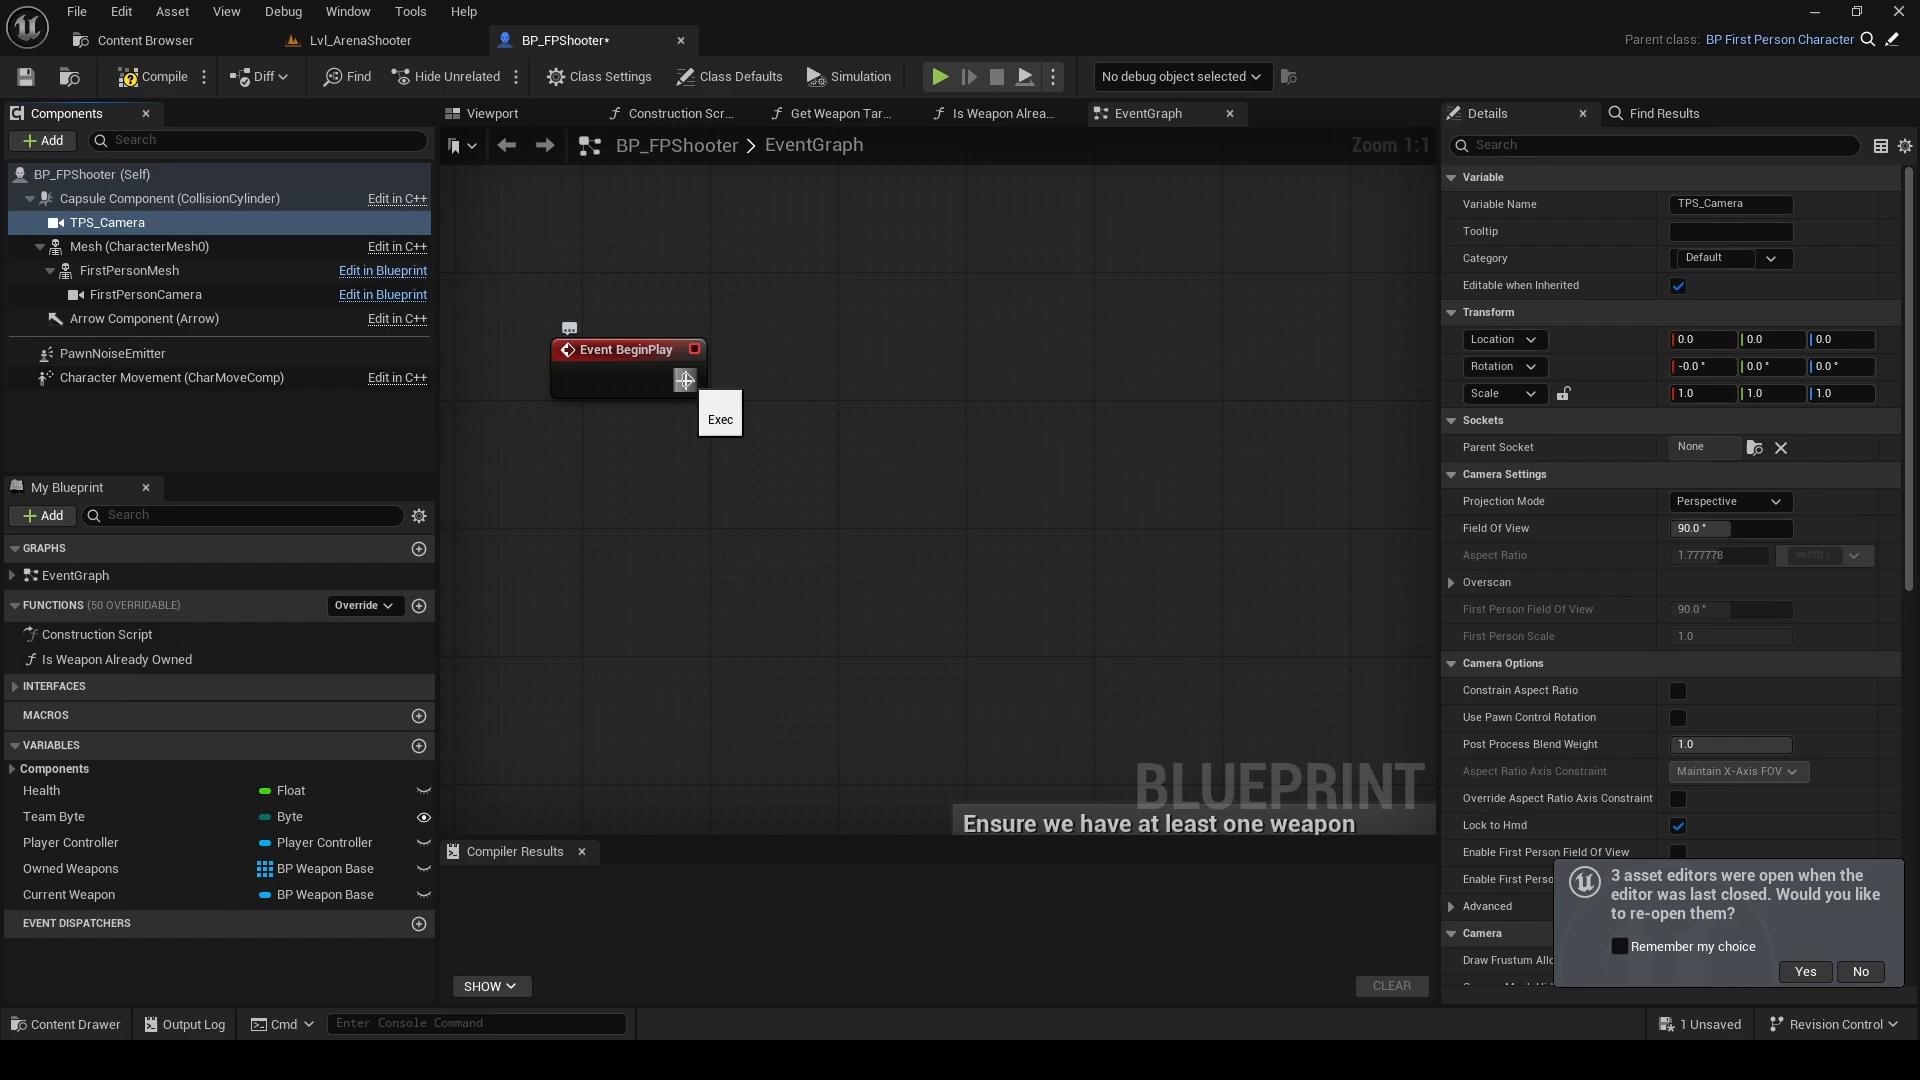 File Edit Asset View Debug Window Tools Help
Content Browser
Lvl_ArenaShooter
BP_FPShooter*
Parent class: BP First Person Character
Compile
Diff
Find
Hide Unrelated
Class Settings
Class Defaults
Simulation
No debug object selected
Components
Add
Search
BP_FPShooter (Self)
Capsule Component (CollisionCylinder) Edit in C++
TPS_Camera
Mesh (CharacterMesh0) Edit in C++
FirstPersonMesh Edit in Blueprint
FirstPersonCamera Edit in Blueprint
Arrow Component (Arrow) Edit in C++
PawnNoiseEmitter
Character Movement (CharMoveComp) Edit in C++
My Blueprint
Add
Search
GRAPHS
EventGraph
FUNCTIONS (50 OVERRIDABLE) Override
Construction Script
Is Weapon Already Owned
INTERFACES
MACROS
VARIABLES
Components
Health Float
Team Byte Byte
Player Controller Player Controller
Owned Weapons BP Weapon Base
Current Weapon BP Weapon Base
EVENT DISPATCHERS
Viewport
Construction Scr...
Get Weapon Tar...
Is Weapon Alrea...
EventGraph
BP_FPShooter > EventGraph
Zoom 1:1
Event BeginPlay
Exec
BLUEPRINT
Ensure we have at least one weapon
Compiler Results
SHOW
CLEAR
Details
Find Results
Search
Variable
Variable Name TPS_Camera
Tooltip
Category Default
Editable when Inherited
Transform
Location 0.0 0.0 0.0
Rotation -0.0 ° 0.0 ° 0.0 °
Scale 1.0 1.0 1.0
Sockets
Parent Socket None
Camera Settings
Projection Mode Perspective
Field Of View 90.0 °
Aspect Ratio 1.777778
Overscan
First Person Field Of View 90.0 °
First Person Scale 1.0
Camera Options
Constrain Aspect Ratio
Use Pawn Control Rotation
Post Process Blend Weight 1.0
Aspect Ratio Axis Constraint Maintain X-Axis FOV
Override Aspect Ratio Axis Constraint
Lock to Hmd
Enable First Person Field Of View
Enable First Perso
Advanced
Camera
Draw Frustum Allo
3 asset editors were open when the
editor was last closed. Would you like
to re-open them?
Remember my choice
Yes No
Content Drawer
Output Log
Cmd
Enter Console Command
1 Unsaved
Revision Control